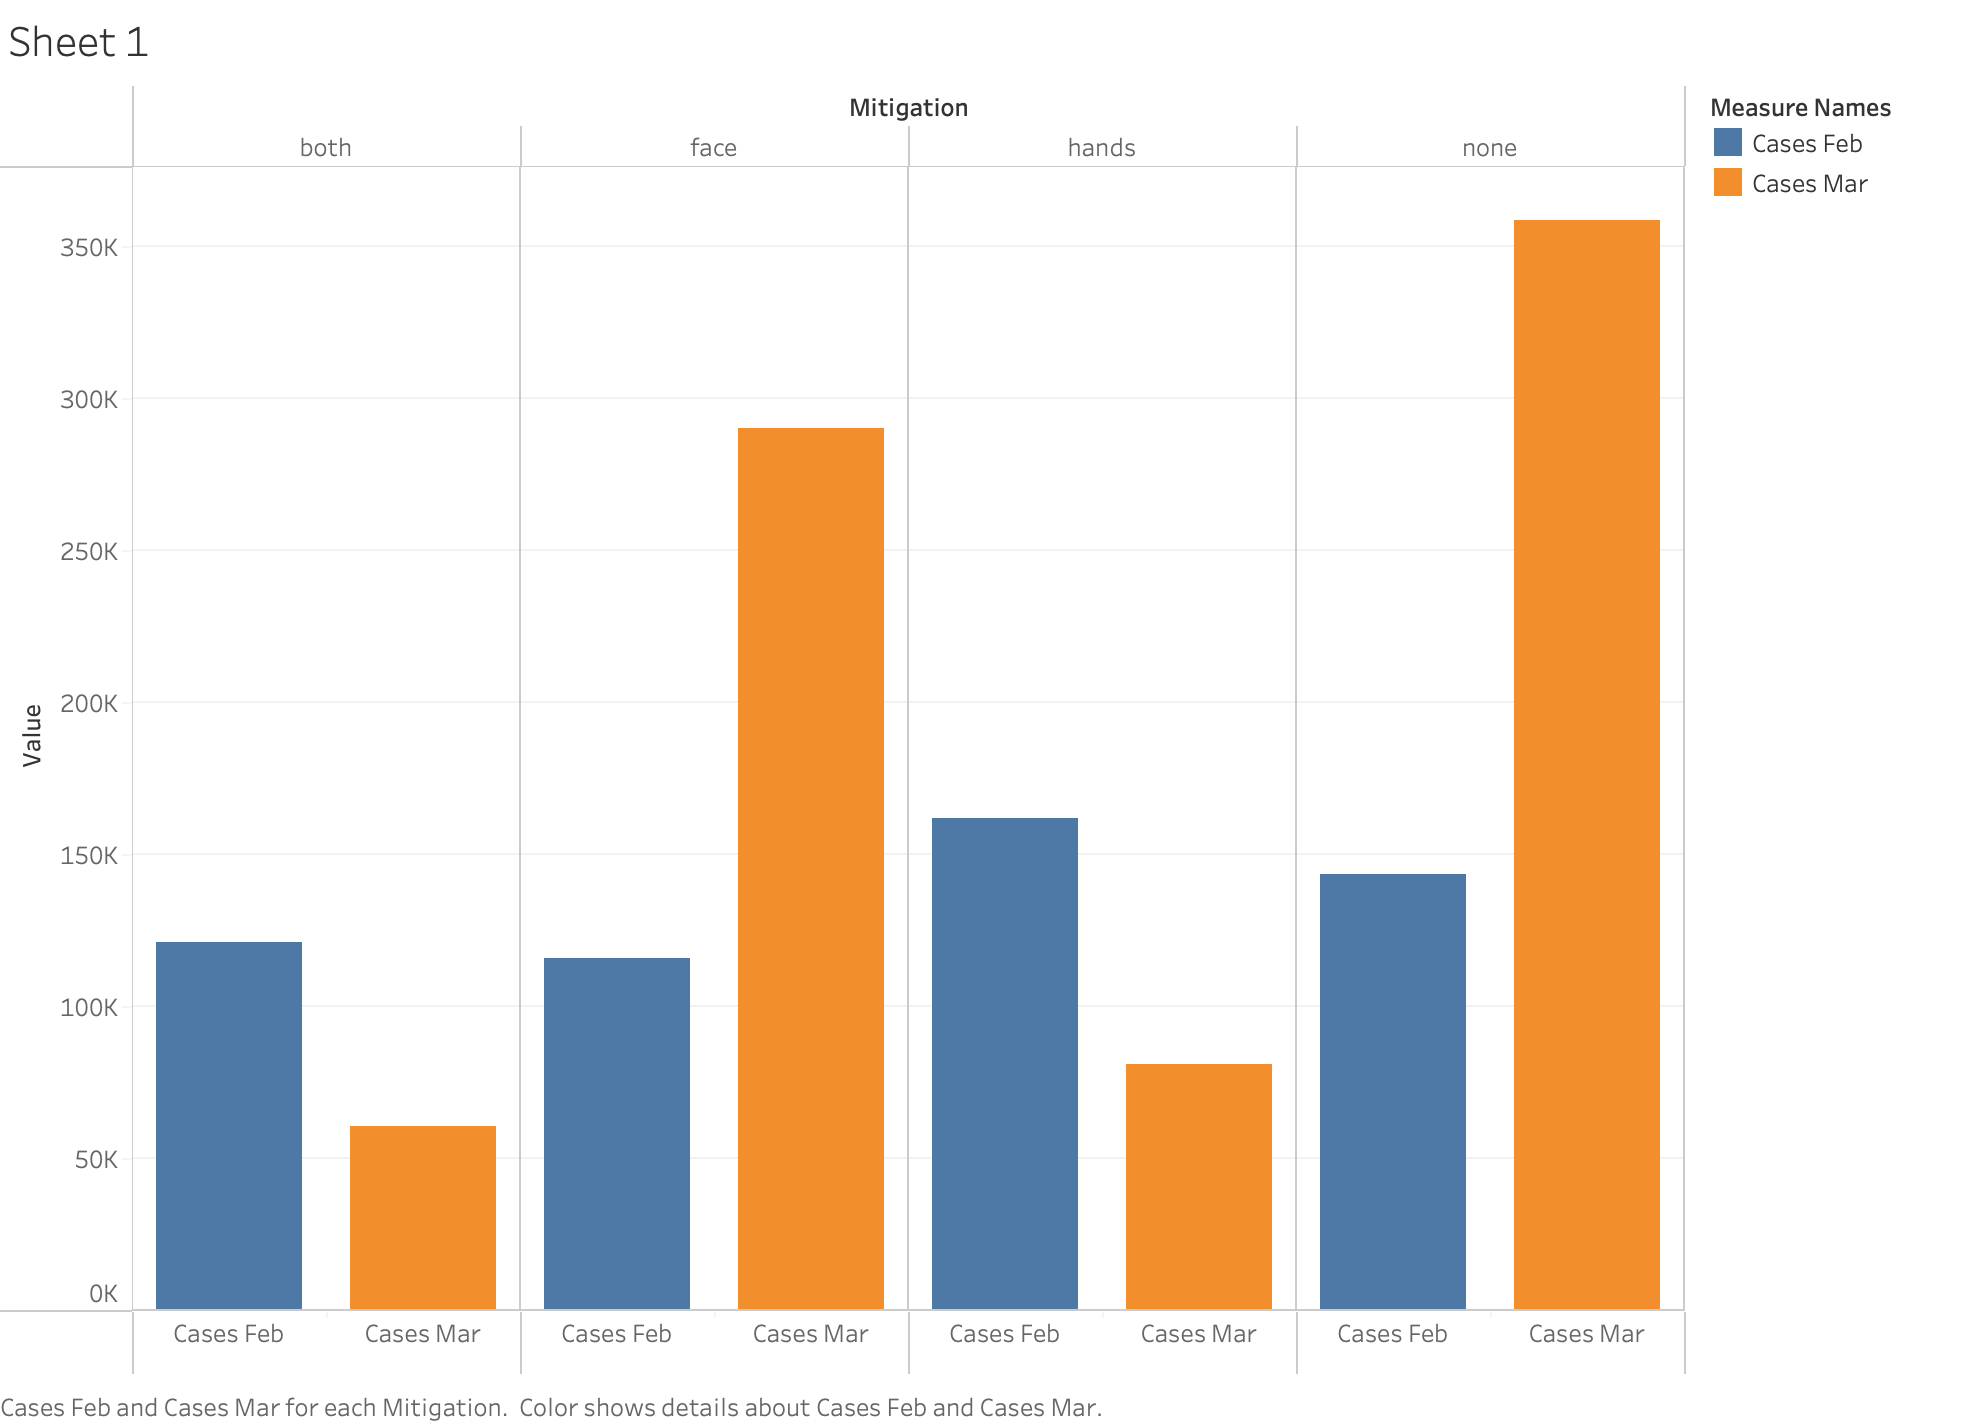 Sheet 1
Mitigation
both face hands none
Measure Names
Cases Feb
Cases Mar
350K
300K
250K
200K
150K
100K
50K
0K
Value
Cases Feb Cases Mar Cases Feb Cases Mar Cases Feb Cases Mar Cases Feb Cases Mar
Cases Feb and Cases Mar for each Mitigation.  Color shows details about Cases Feb and Cases Mar.